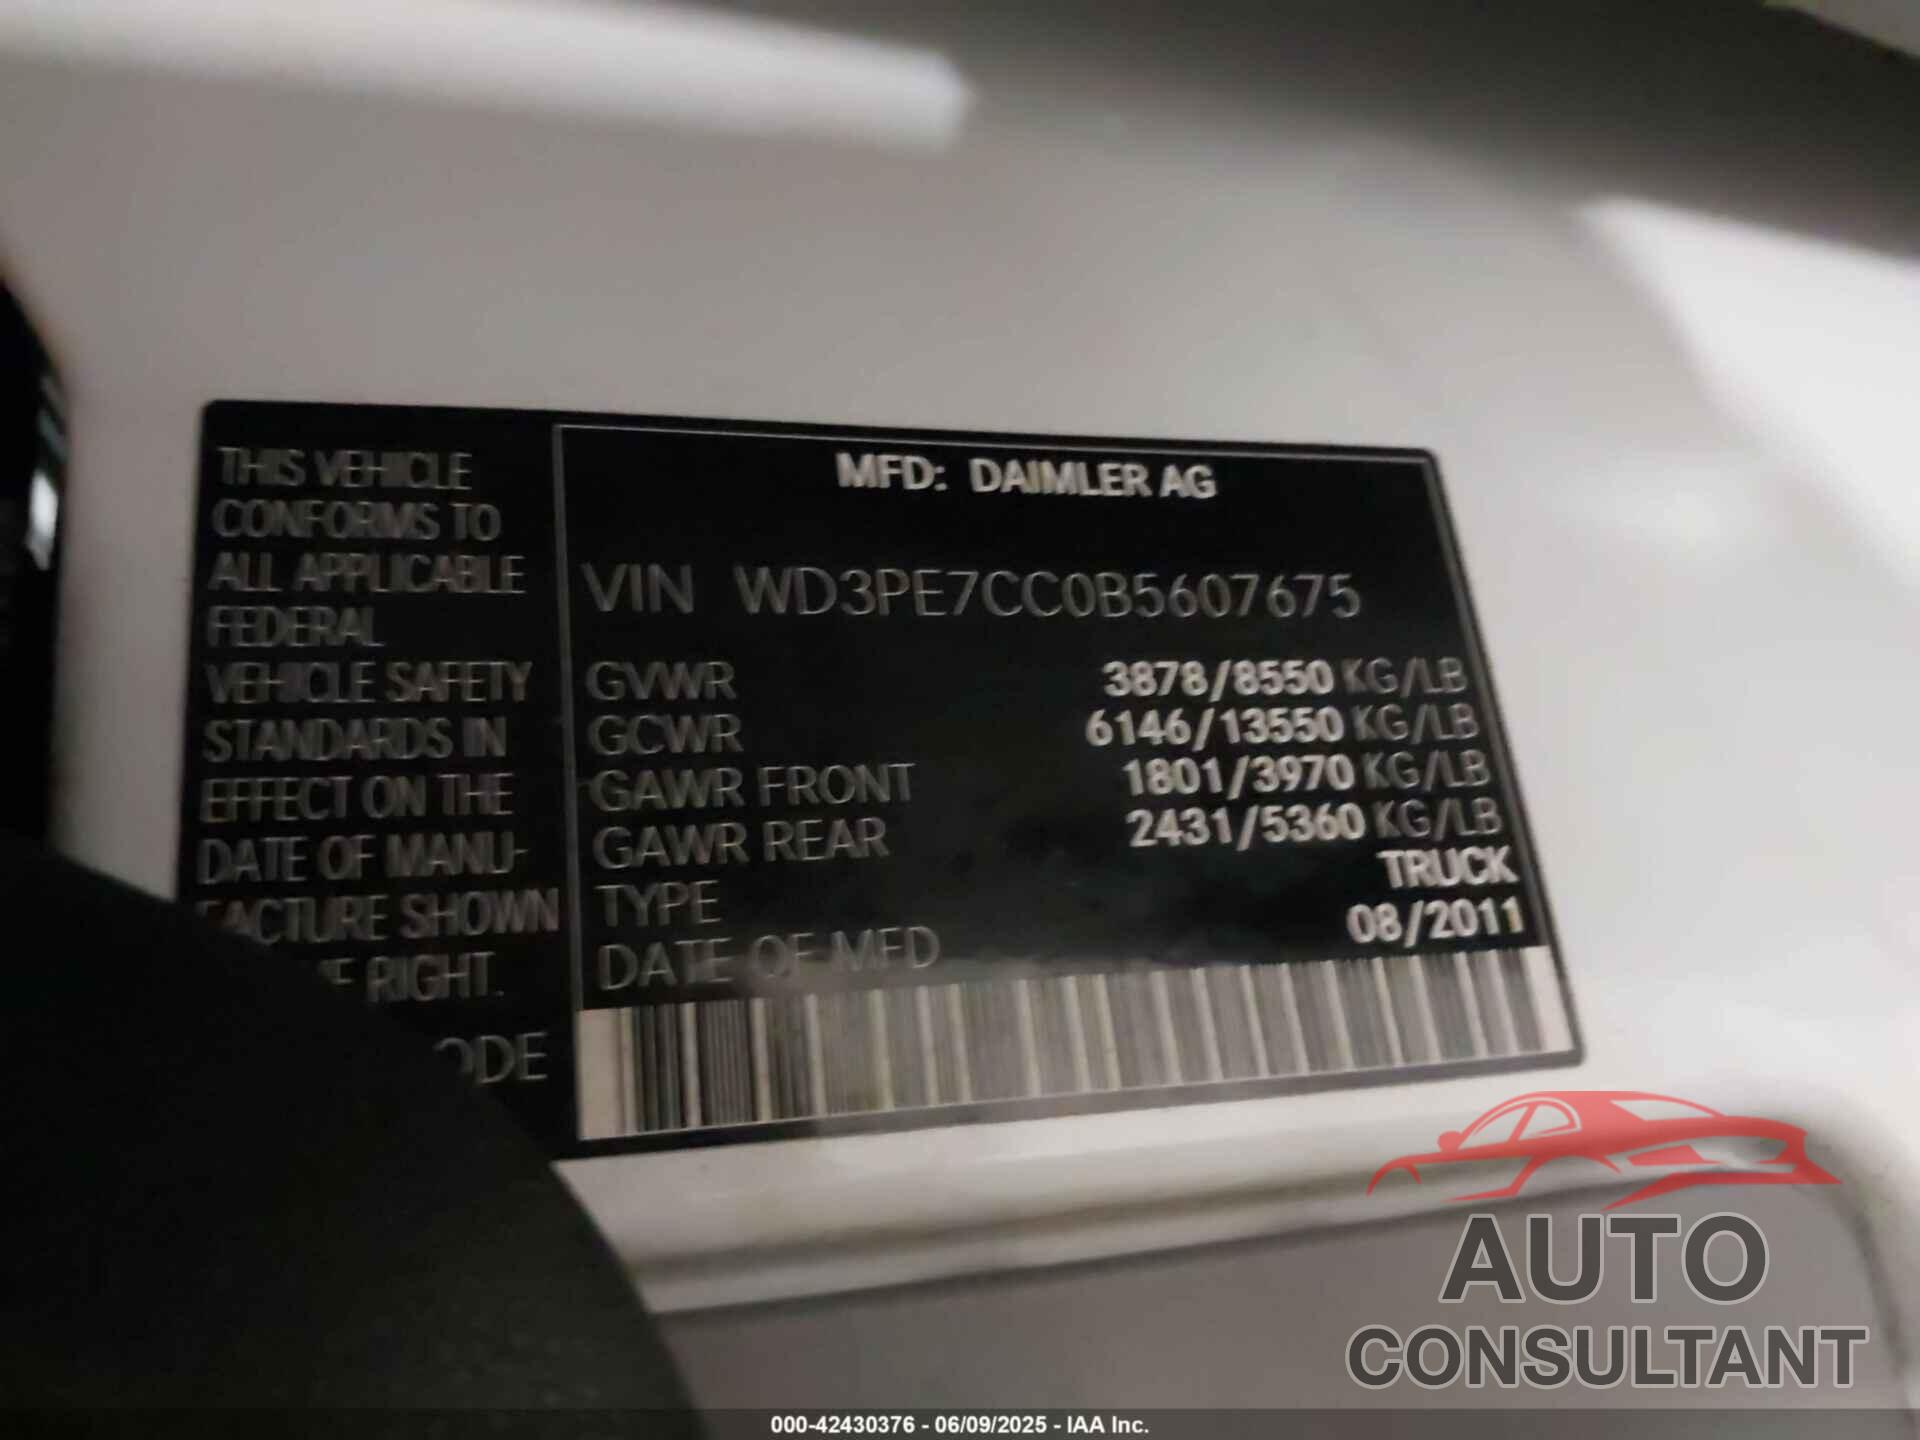 THIS VEHICLE
CONFORMS TO
ALL APPLICABLE
FEDERAL
VEHICLE SAFETY
STANDARDS IN
EFFECT ON THE
DATE OF MANU-
FACTURE SHOWN
RIGHT.
MFD: DAIMLER AG
VIN WD3PE7CC0B5607675
GVWR 3878/8550 KG/LB
GCWR 6146/13550 KG/LB
GAWR FRONT 1801/3970 KG/LB
GAWR REAR 2431/5360 KG/LB
TYPE TRUCK
DATE OF MFD 08/2011
AUTO
CONSULTANT
000-42430376 - 06/09/2025 - IAA Inc.